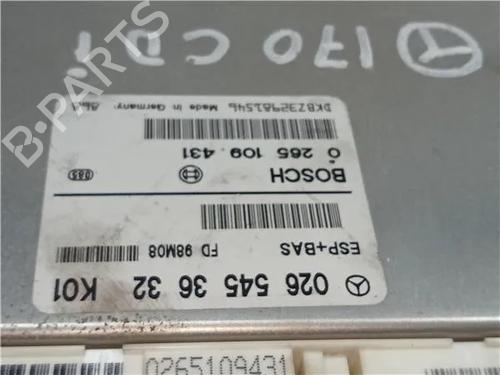 170 CDI
026 545 36 32 K01
ESP+BAS FD 98M08
BOSCH
0 265 109 431
Made in Germany
0265109431
B-PARTS